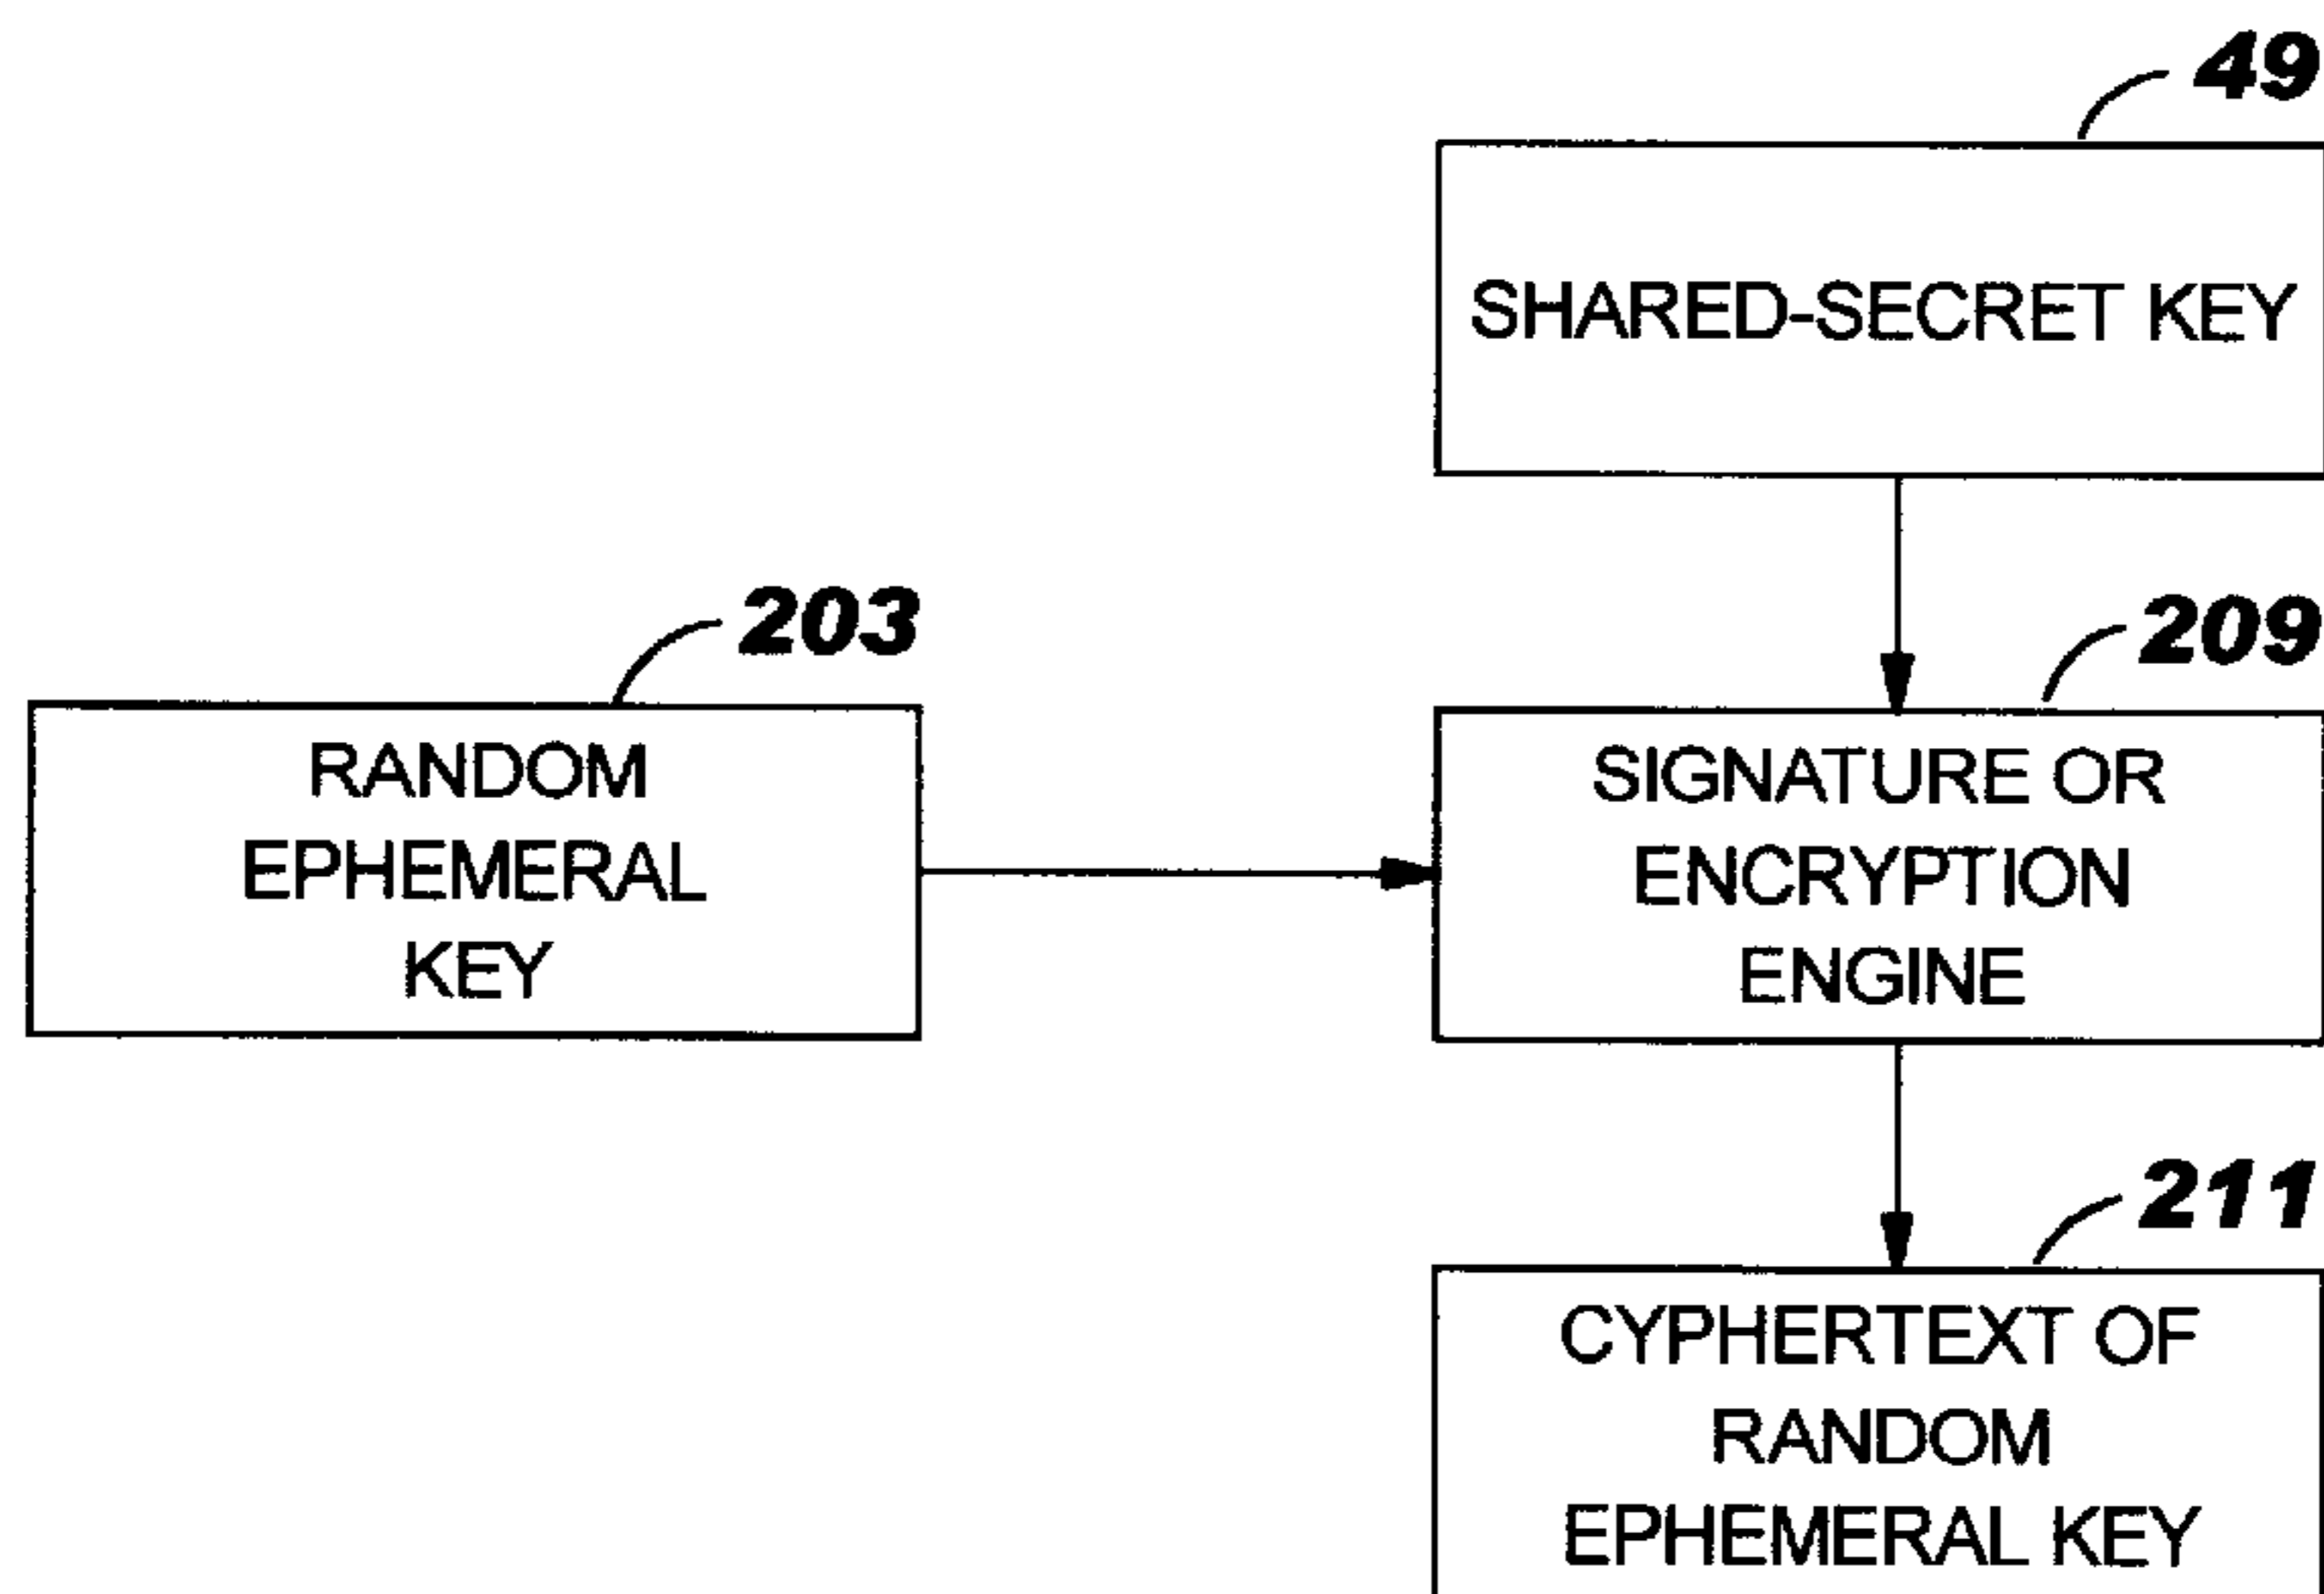 49
SHARED-SECRET KEY
203
RANDOM
EPHEMERAL
KEY
209
SIGNATURE OR
ENCRYPTION
ENGINE
211
CYPHERTEXT OF
RANDOM
EPHEMERAL KEY